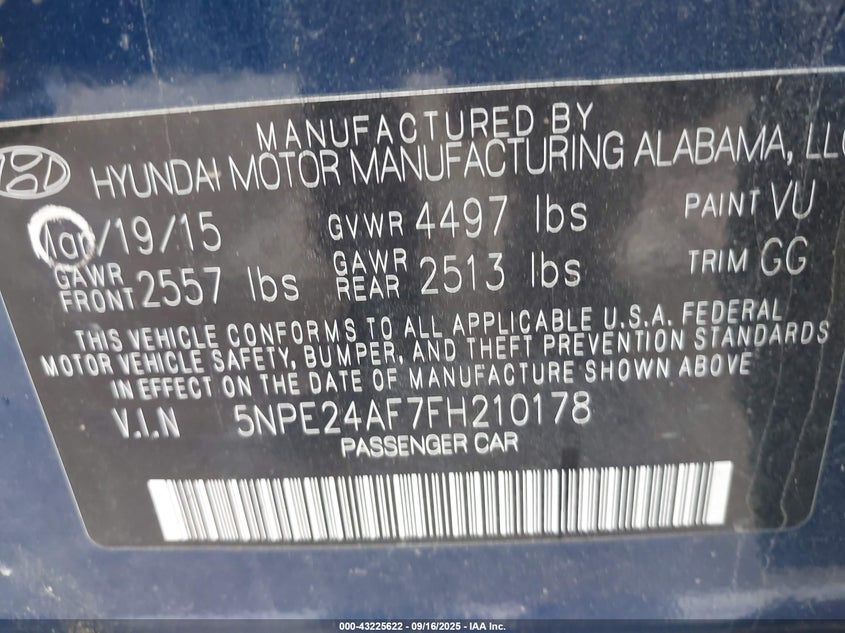 MANUFACTURED BY
HYUNDAI MOTOR MANUFACTURING ALABAMA, LLC
Mar/19/15 GVWR 4497 lbs PAINT VU
GAWR FRONT 2557 lbs GAWR REAR 2513 lbs TRIM GG
THIS VEHICLE CONFORMS TO ALL APPLICABLE U.S.A. FEDERAL
MOTOR VEHICLE SAFETY, BUMPER, AND THEFT PREVENTION STANDARDS
IN EFFECT ON THE DATE OF MANUFACTURE SHOWN ABOVE
V.I.N 5NPE24AF7FH210178
PASSENGER CAR
000-43225622 - 09/16/2025 - IAA Inc.